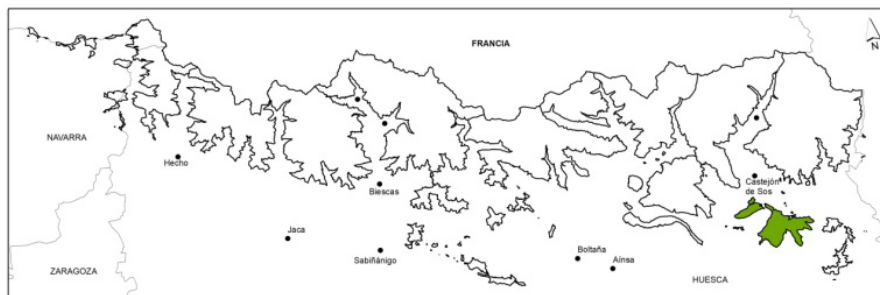 FRANCIA
N
NAVARRA
Hecho
Biescas
Castejón
de Sos
Jaca
Sabiñánigo
Boltaña
Aínsa
ZARAGOZA
HUESCA